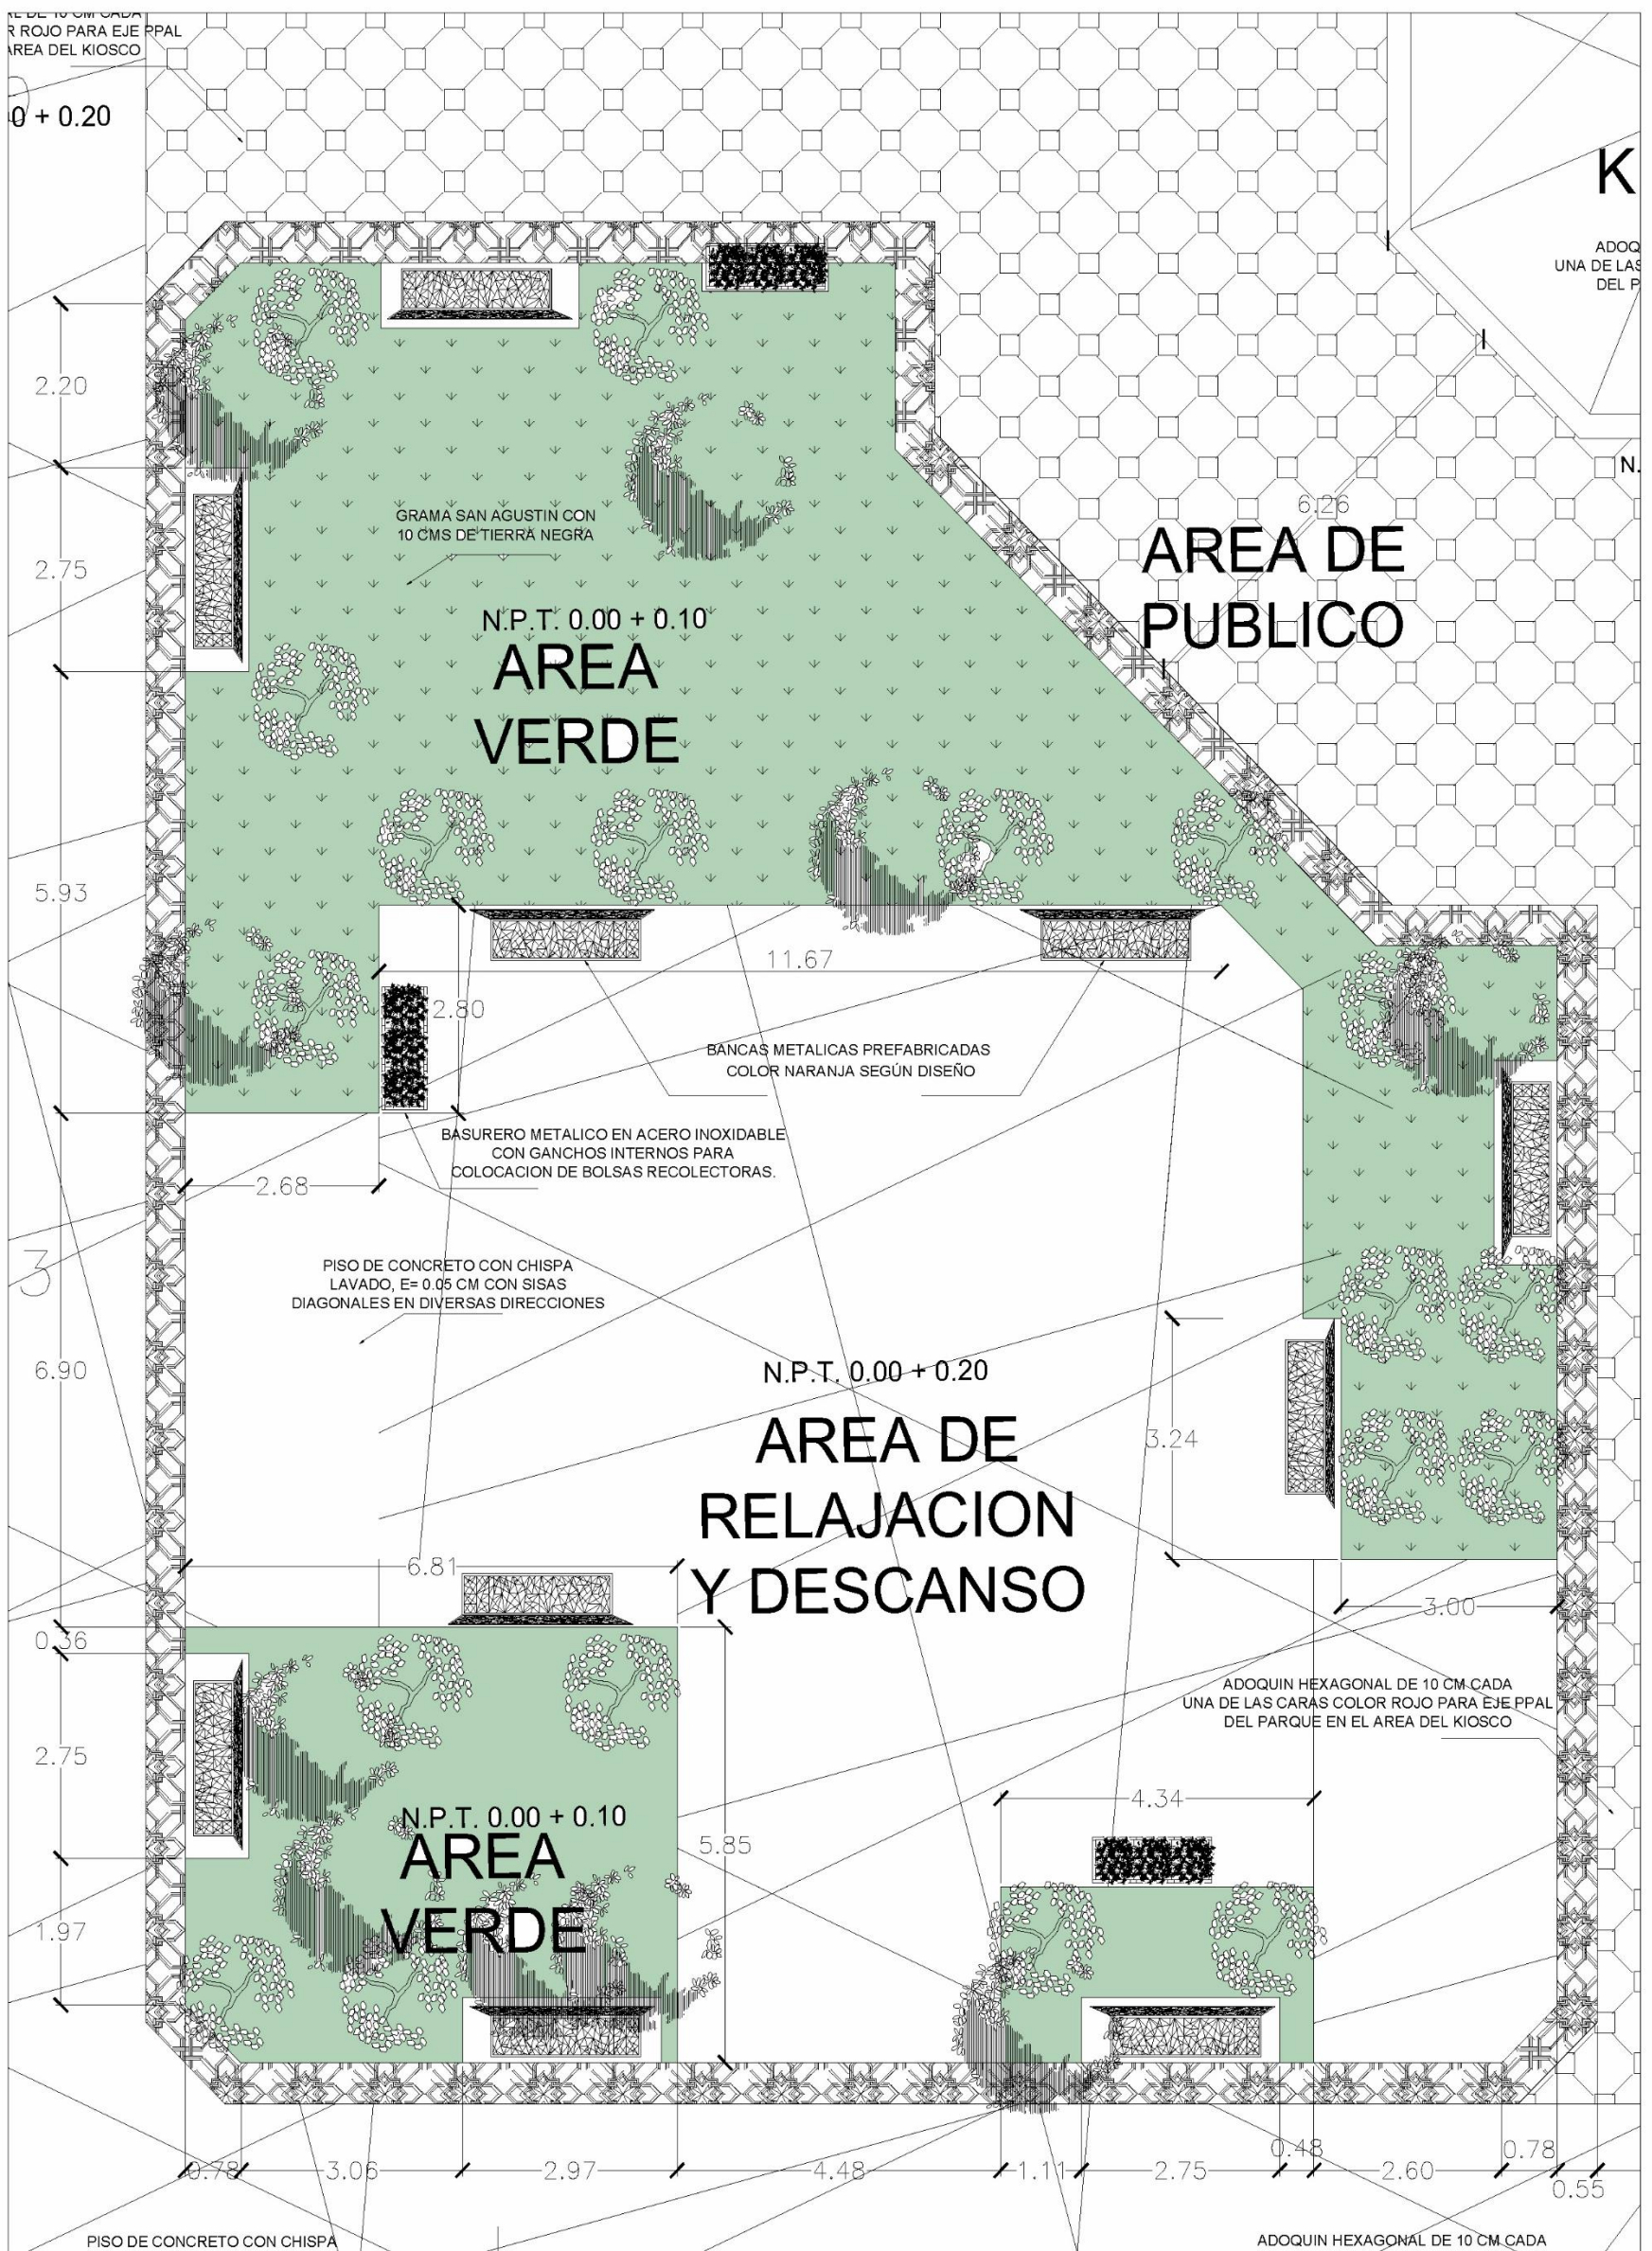 R ROJO PARA EJE PPAL
AREA DEL KIOSCO
0 + 0.20
K
ADOQ
UNA DE LAS
DEL P
2.20
N.
6.26
AREA DE
PUBLICO
GRAMA SAN AGUSTIN CON
10 CMS DE TIERRA NEGRA
2.75
N.P.T. 0.00 + 0.10
AREA
VERDE
5.93
11.67
2.80
BANCAS METALICAS PREFABRICADAS
COLOR NARANJA SEGÚN DISEÑO
BASURERO METALICO EN ACERO INOXIDABLE
CON GANCHOS INTERNOS PARA
COLOCACION DE BOLSAS RECOLECTORAS.
2.68
3
PISO DE CONCRETO CON CHISPA
LAVADO, E= 0.05 CM CON SISAS
DIAGONALES EN DIVERSAS DIRECCIONES
6.90
N.P.T. 0.00 + 0.20
AREA DE
RELAJACION
Y DESCANSO
3.24
6.81
3.00
0.36
ADOQUIN HEXAGONAL DE 10 CM CADA
UNA DE LAS CARAS COLOR ROJO PARA EJE PPAL
DEL PARQUE EN EL AREA DEL KIOSCO
2.75
4.34
N.P.T. 0.00 + 0.10
AREA
VERDE
5.85
1.97
0.78
3.06
2.97
4.48
1.11
2.75
0.48
2.60
0.78
0.55
PISO DE CONCRETO CON CHISPA
ADOQUIN HEXAGONAL DE 10 CM CADA